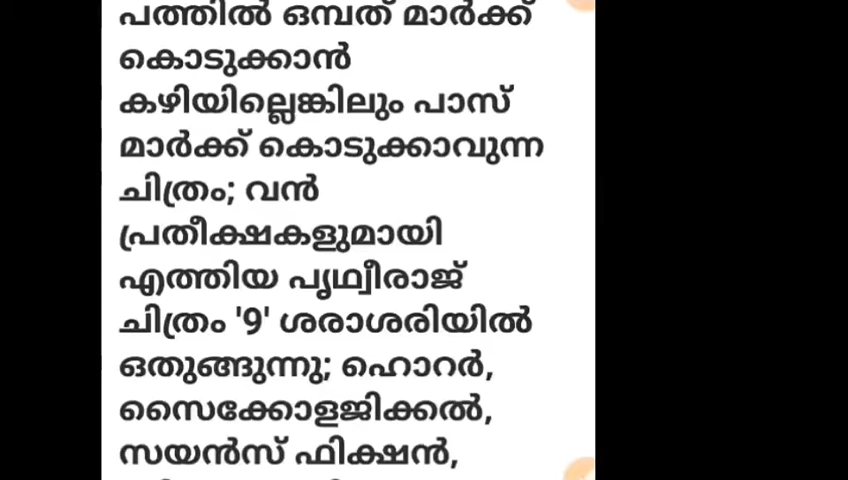 പത്തിൽ ഒമ്പത് മാർക്ക്
കൊടുക്കാൻ
കഴിയില്ലെങ്കിലും പാസ്
മാർക്ക് കൊടുക്കാവുന്ന
ചിത്രം; വൻ
പ്രതീക്ഷകളുമായി
എത്തിയ പൃഥ്വീരാജ്
ചിത്രം '9' ശരാശരിയിൽ
ഒതുങ്ങുന്നു; ഹൊറർ,
സൈക്കോളജിക്കൽ,
സയൻസ് ഫിക്ഷൻ,